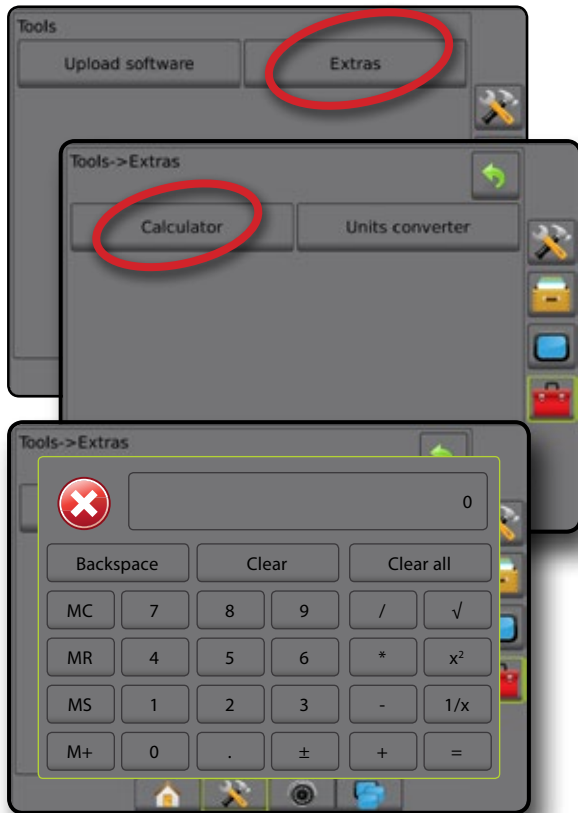 Tools
Upload software Extras
Tools->Extras
Calculator Units converter
Tools->Extras
0
Backspace Clear Clear all
MC 7 8 9 / √
MR 4 5 6 * x²
MS 1 2 3 - 1/x
M+ 0 . ± + =